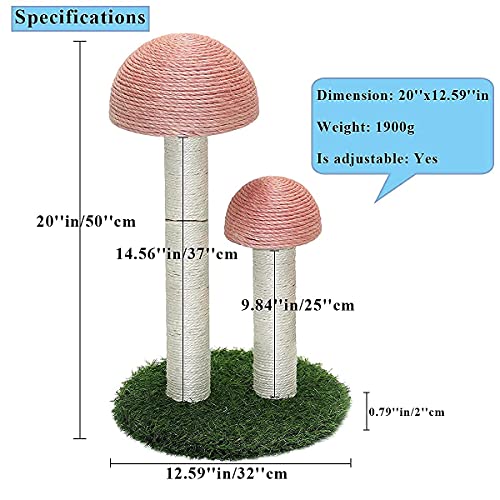 Specifications
Dimension: 20''x12.59''in
Weight: 1900g
Is adjustable: Yes
20''in/50''cm
14.56''in/37''cm
9.84''in/25''cm
0.79''in/2''cm
12.59''in/32''cm